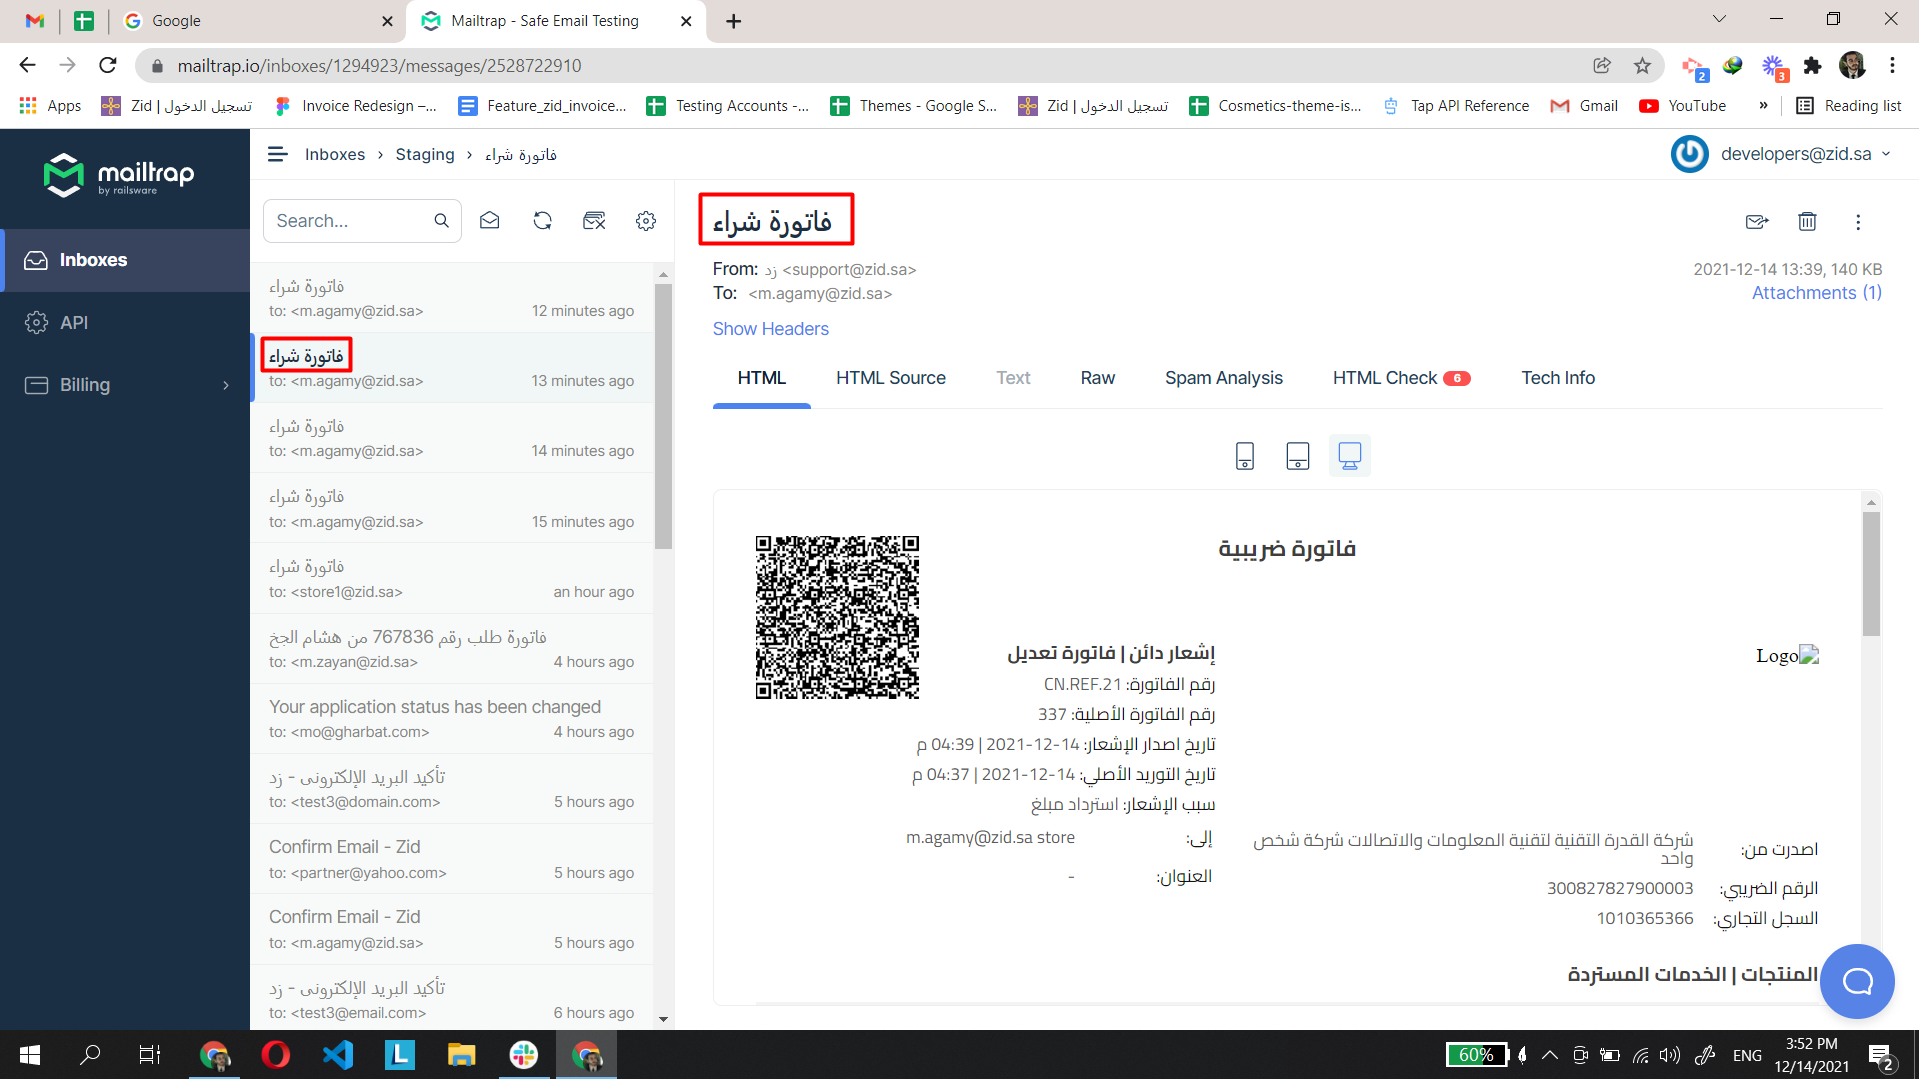 Google
Mailtrap - Safe Email Testing
mailtrap.io/inboxes/1294923/messages/2528722910
2
3
Apps
Zid | تسجيل الدخول
Invoice Redesign –...
Feature_zid_invoice...
Testing Accounts -...
Themes - Google S...
Zid | تسجيل الدخول
Cosmetics-theme-is...
Tap API Reference
Gmail
YouTube
»
Reading list
mailtrap
by railsware
Inboxes
API
Billing
Inboxes › Staging › فاتورة شراء
developers@zid.sa
Search...
فاتورة شراء
to: <m.agamy@zid.sa> 12 minutes ago
فاتورة شراء
to: <m.agamy@zid.sa> 13 minutes ago
فاتورة شراء
to: <m.agamy@zid.sa> 14 minutes ago
فاتورة شراء
to: <m.agamy@zid.sa> 15 minutes ago
فاتورة شراء
to: <store1@zid.sa> an hour ago
فاتورة طلب رقم 767836 من هشام الجخ
to: <m.zayan@zid.sa> 4 hours ago
Your application status has been changed
to: <mo@gharbat.com> 4 hours ago
تأكيد البريد الإلكتروني - زد
to: <test3@domain.com> 5 hours ago
Confirm Email - Zid
to: <partner@yahoo.com> 5 hours ago
Confirm Email - Zid
to: <m.agamy@zid.sa> 5 hours ago
تأكيد البريد الإلكتروني - زد
to: <test3@email.com> 6 hours ago
فاتورة شراء
From: زد <support@zid.sa>
2021-12-14 13:39, 140 KB
To: <m.agamy@zid.sa>
Attachments (1)
Show Headers
HTML
HTML Source
Text
Raw
Spam Analysis
HTML Check 6
Tech Info
فاتورة ضريبية
Logo
إشعار دائن | فاتورة تعديل
رقم الفاتورة: CN.REF.21
رقم الفاتورة الأصلية: 337
تاريخ اصدار الإشعار: 2021-12-14 | 04:39 م
تاريخ التوريد الأصلي: 2021-12-14 | 04:37 م
سبب الإشعار: استرداد مبلغ
إلى: m.agamy@zid.sa store
العنوان: -
اصدرت من: شركة القدرة التقنية لتقنية المعلومات والاتصالات شركة شخص
واحد
الرقم الضريبي: 300827827900003
السجل التجاري: 1010365366
المنتجات | الخدمات المستردة
L
60%
ENG
3:52 PM
12/14/2021
2